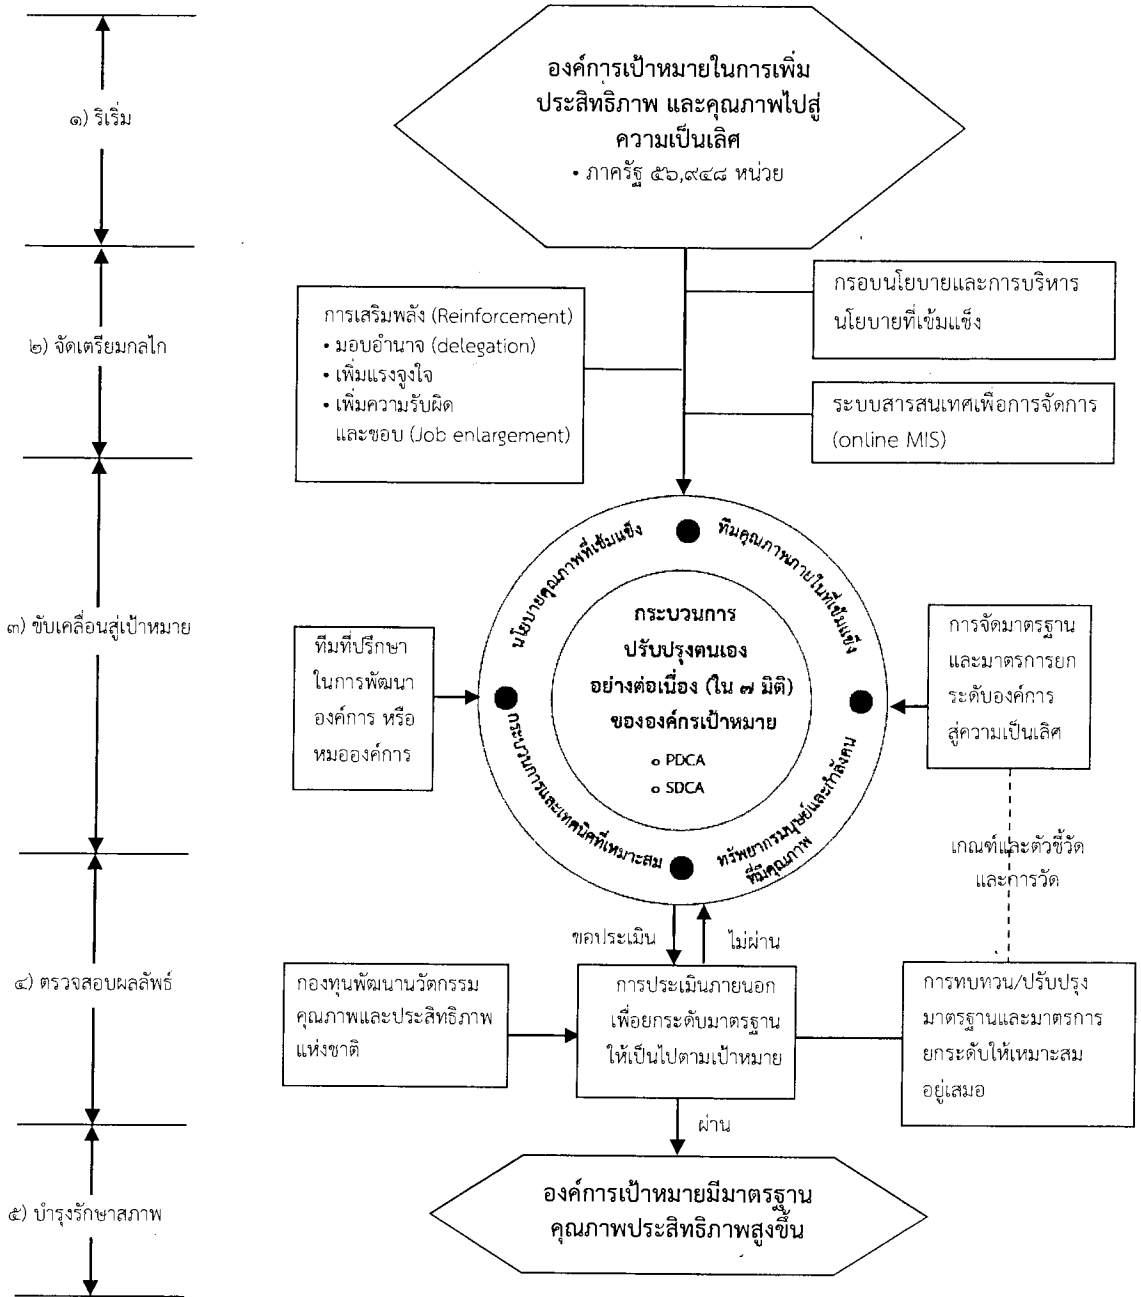 ๑) ริเริ่ม
องค์การเป้าหมายในการเพิ่ม
ประสิทธิภาพ และคุณภาพไปสู่
ความเป็นเลิศ
• ภาครัฐ ๕๖,๙๔๘ หน่วย
๒) จัดเตรียมกลไก
การเสริมพลัง (Reinforcement)
• มอบอำนาจ (delegation)
• เพิ่มแรงจูงใจ
• เพิ่มความรับผิด
และชอบ (Job enlargement)
กรอบนโยบายและการบริหาร
นโยบายที่เข้มแข็ง
ระบบสารสนเทศเพื่อการจัดการ
(online MIS)
๓) ขับเคลื่อนสู่เป้าหมาย
ทีมที่ปรึกษา
ในการพัฒนา
องค์การ หรือ
หมอองค์การ
นโยบายคุณภาพที่เข้มแข็ง
ทีมคุณภาพภายในที่เข้มแข็ง
กระบวนการ
ปรับปรุงตนเอง
อย่างต่อเนื่อง (ใน ๗ มิติ)
ขององค์กรเป้าหมาย
o PDCA
o SDCA
กระบวนการและเทคนิคที่เหมาะสม
ทรัพยากรมนุษย์และกำลังคน
ที่มีคุณภาพ
การจัดมาตรฐาน
และมาตรการยก
ระดับองค์การ
สู่ความเป็นเลิศ
เกณฑ์และตัวชี้วัด
และการวัด
๔) ตรวจสอบผลลัพธ์
ขอประเมิน
ไม่ผ่าน
กองทุนพัฒนานวัตกรรม
คุณภาพและประสิทธิภาพ
แห่งชาติ
การประเมินภายนอก
เพื่อยกระดับมาตรฐาน
ให้เป็นไปตามเป้าหมาย
การทบทวน/ปรับปรุง
มาตรฐานและมาตรการ
ยกระดับให้เหมาะสม
อยู่เสมอ
ผ่าน
๕) บำรุงรักษาสภาพ
องค์การเป้าหมายมีมาตรฐาน
คุณภาพประสิทธิภาพสูงขึ้น